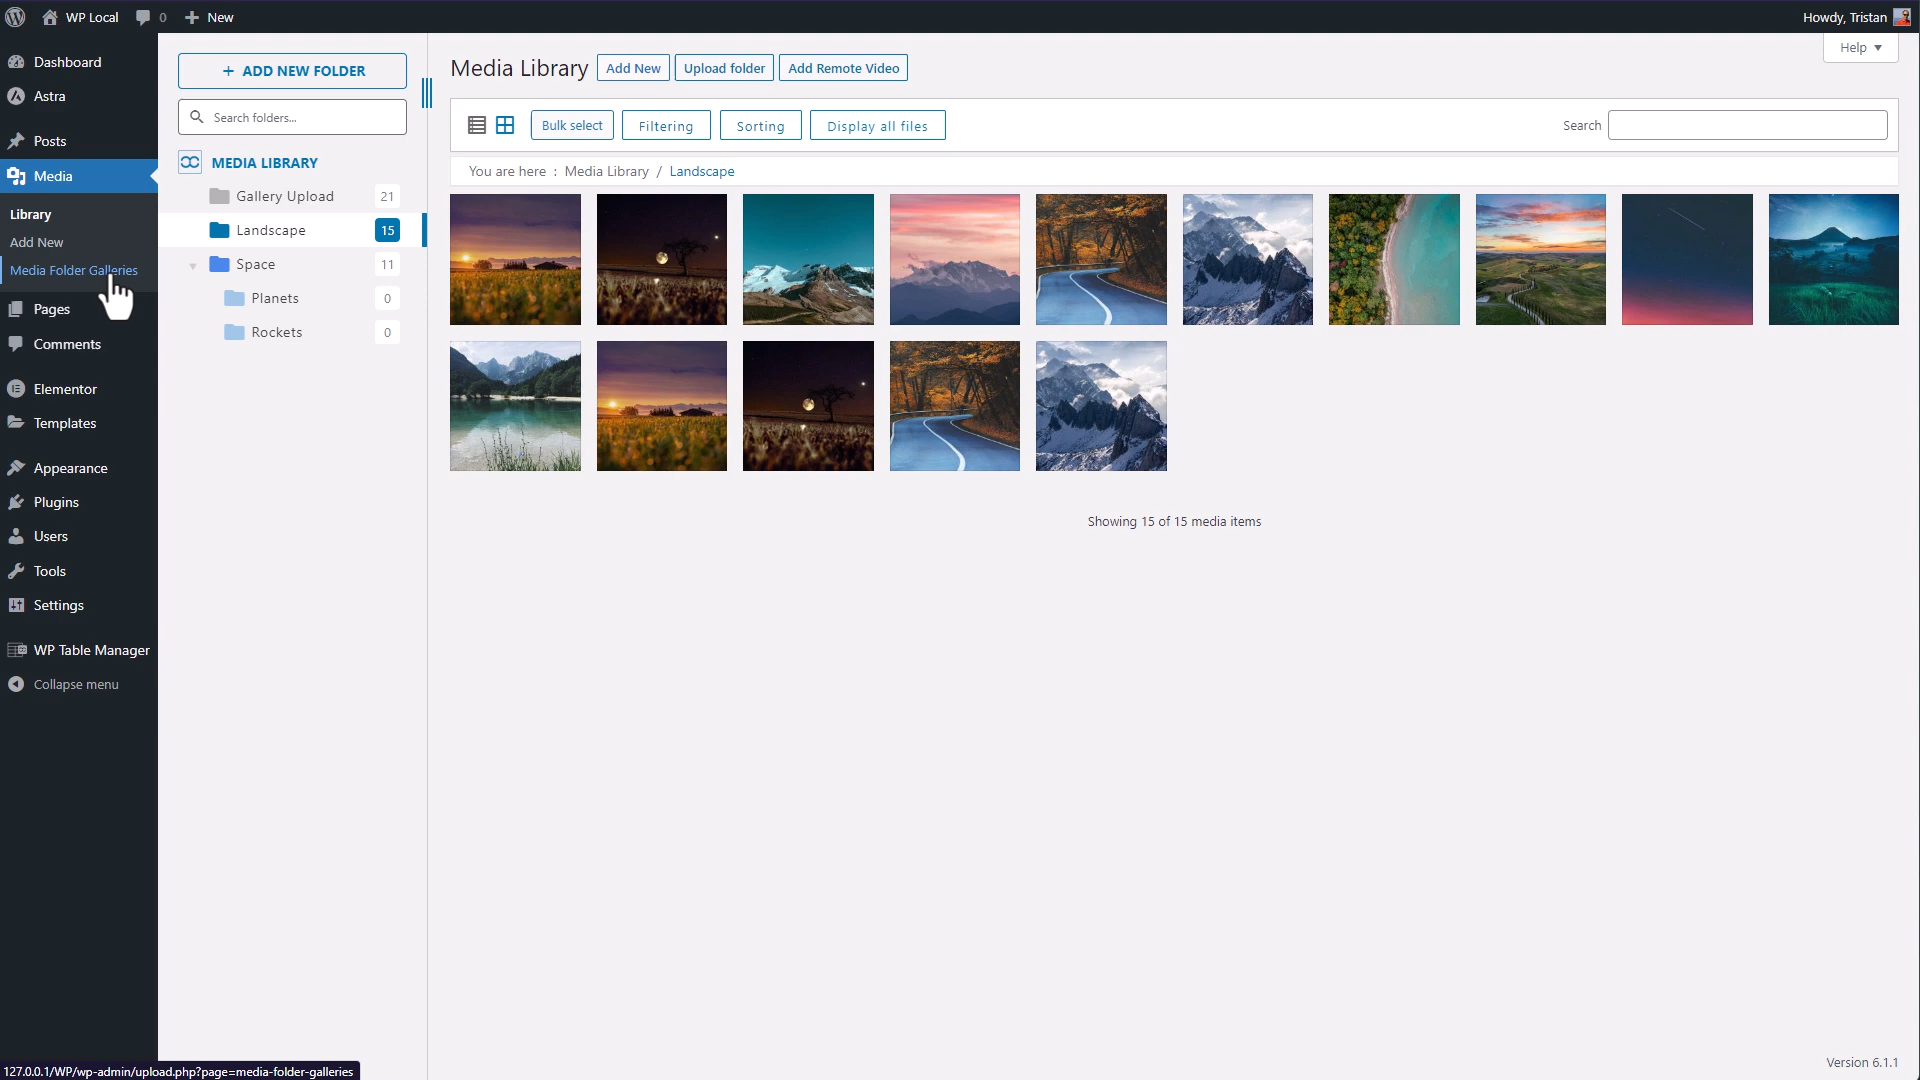 WP Local
0
New
Howdy, Tristan
Dashboard
Astra
Posts
Media
Library
Add New
Media Folder Galleries
Pages
Comments
Elementor
Templates
Appearance
Plugins
Users
Tools
Settings
WP Table Manager
Collapse menu
+ ADD NEW FOLDER
Search folders...
MEDIA LIBRARY
Gallery Upload 21
Landscape 15
Space 11
Planets 0
Rockets 0
Help
Media Library Add New Upload folder Add Remote Video
Bulk select Filtering Sorting Display all files Search
You are here : Media Library / Landscape
Showing 15 of 15 media items
Version 6.1.1
127.0.0.1/WP/wp-admin/upload.php?page=media-folder-galleries